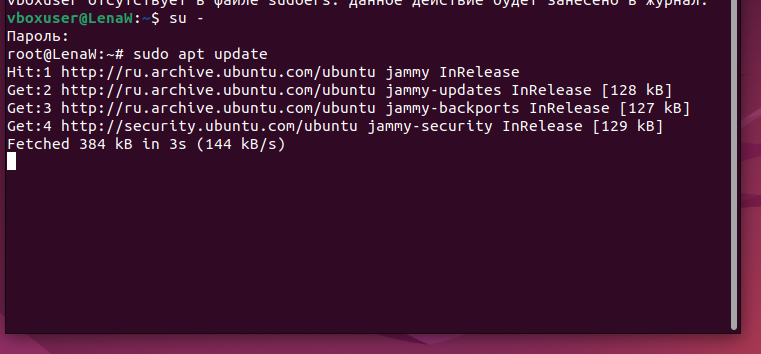 vboxuser отсутствует в файле sudoers. Данное действие будет занесено в журнал.
vboxuser@LenaW:~$ su -
Пароль:
root@LenaW:~# sudo apt update
Hit:1 http://ru.archive.ubuntu.com/ubuntu jammy InRelease
Get:2 http://ru.archive.ubuntu.com/ubuntu jammy-updates InRelease [128 kB]
Get:3 http://ru.archive.ubuntu.com/ubuntu jammy-backports InRelease [127 kB]
Get:4 http://security.ubuntu.com/ubuntu jammy-security InRelease [129 kB]
Fetched 384 kB in 3s (144 kB/s)